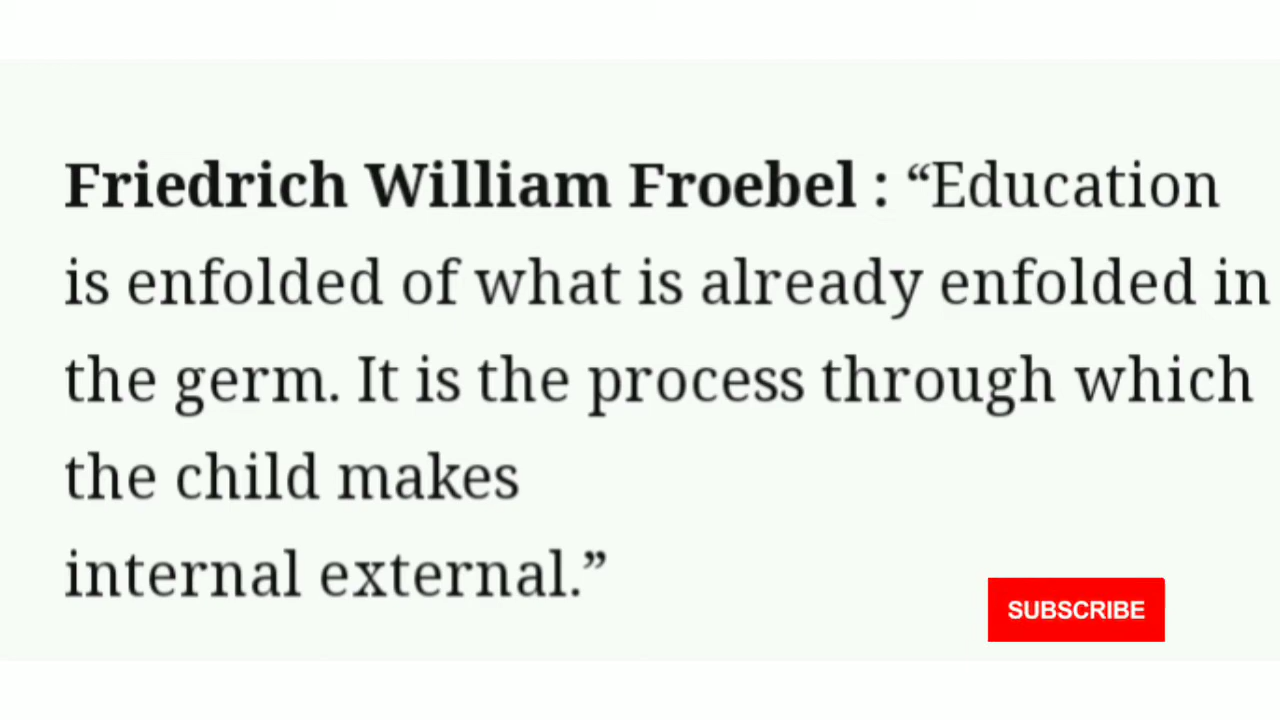 Friedrich William Froebel : “Education
is enfolded of what is already enfolded in
the germ. It is the process through which
the child makes
internal external.”
SUBSCRIBE